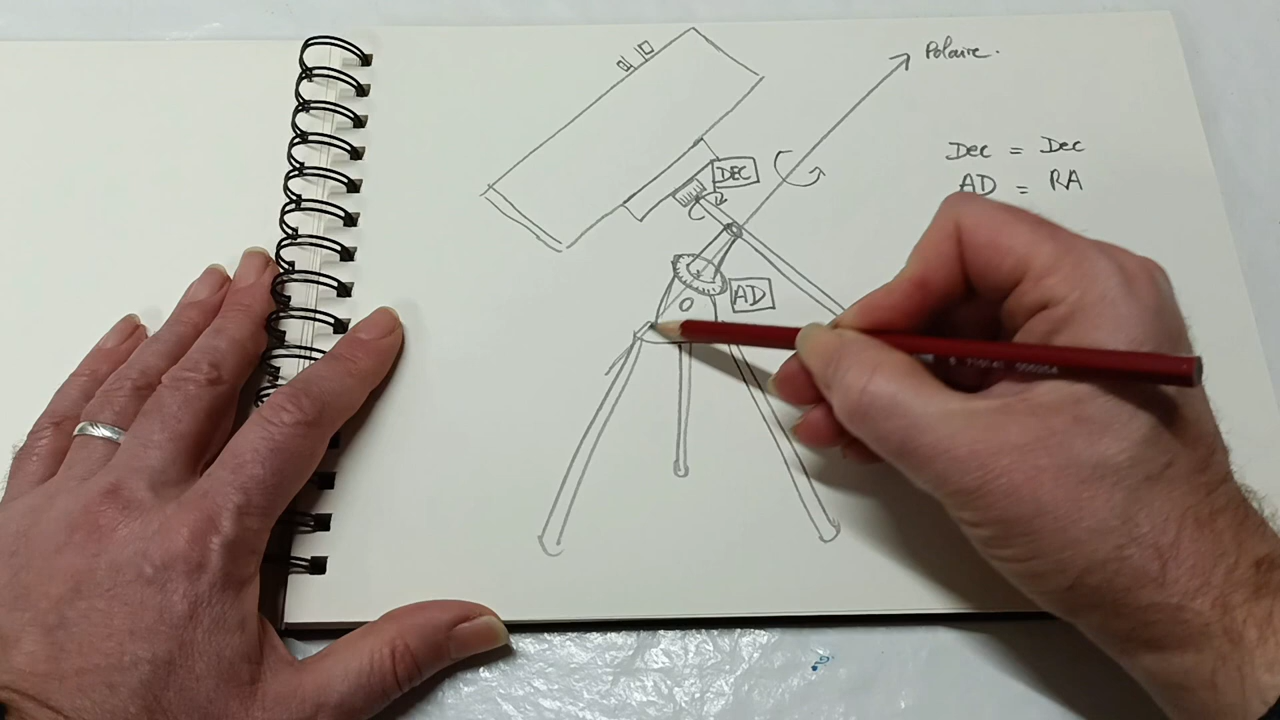 Polaire.
DEC
Dec = Dec
AD = RA
AD